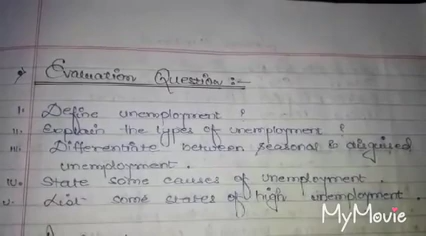 Evaluation Question :-
I. Define unemployment ?
II. Explain the types of unemployment ?
III. Differentiate between seasonal & disguised
unemployment .
IV. State some causes of unemployment .
V. List some states of high unemployment .
MyMovie